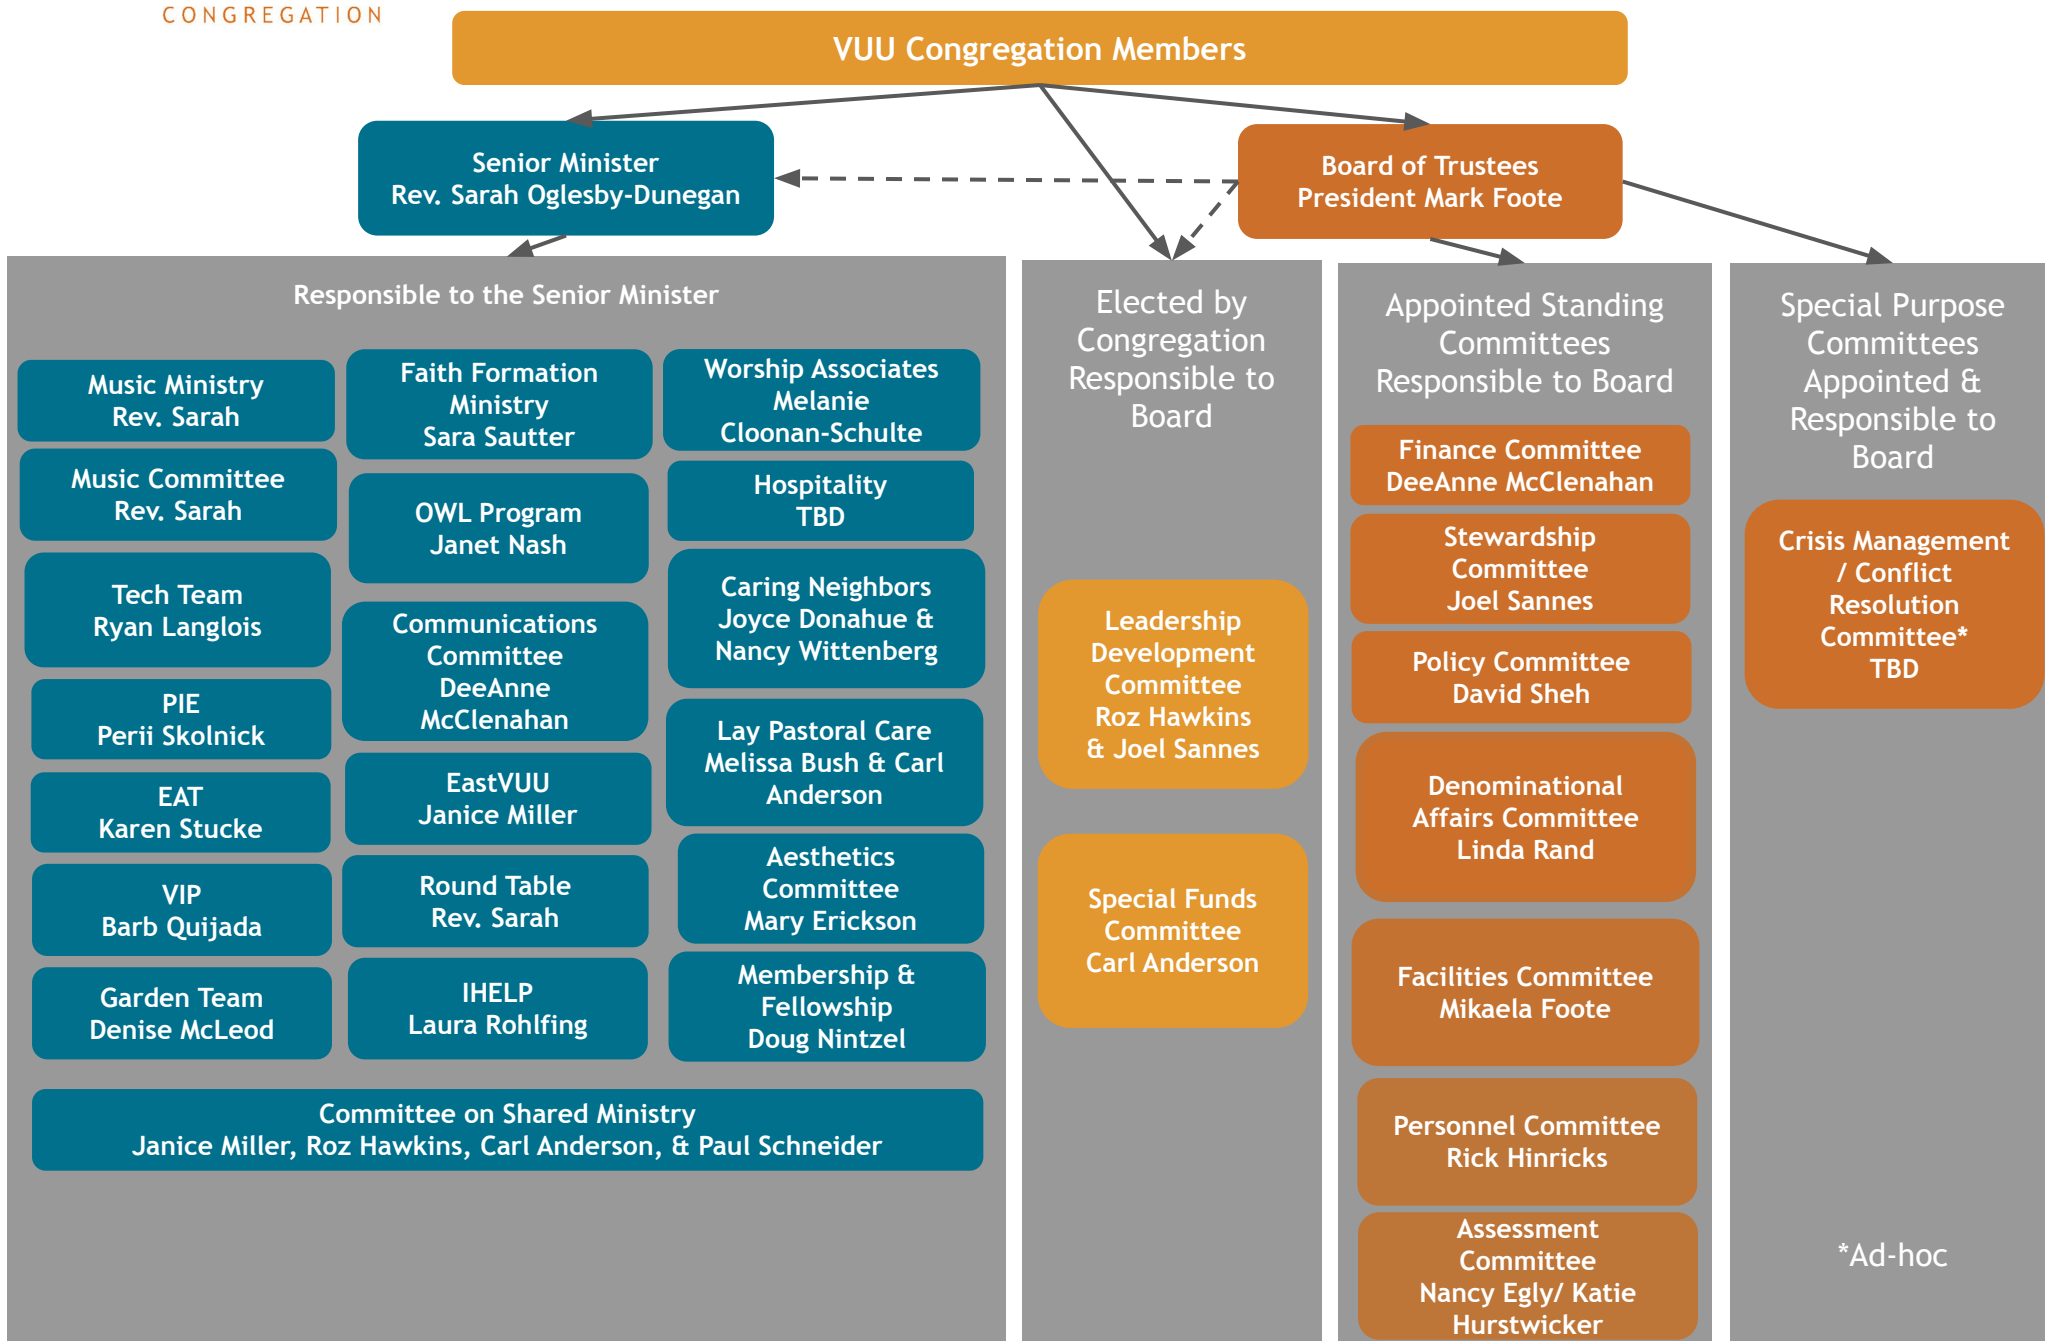 CONGREGATION
VUU Congregation Members
Senior Minister
Rev. Sarah Oglesby-Dunegan
Board of Trustees
President Mark Foote
Responsible to the Senior Minister
Music Ministry
Rev. Sarah
Music Committee
Rev. Sarah
Tech Team
Ryan Langlois
PIE
Perii Skolnick
EAT
Karen Stucke
VIP
Barb Quijada
Garden Team
Denise McLeod
Faith Formation
Ministry
Sara Sautter
OWL Program
Janet Nash
Communications
Committee
DeeAnne
McClenahan
EastVUU
Janice Miller
Round Table
Rev. Sarah
IHELP
Laura Rohlfing
Worship Associates
Melanie
Cloonan-Schulte
Hospitality
TBD
Caring Neighbors
Joyce Donahue &
Nancy Wittenberg
Lay Pastoral Care
Melissa Bush & Carl
Anderson
Aesthetics
Committee
Mary Erickson
Membership &
Fellowship
Doug Nintzel
Committee on Shared Ministry
Janice Miller, Roz Hawkins, Carl Anderson, & Paul Schneider
Elected by
Congregation
Responsible to
Board
Leadership
Development
Committee
Roz Hawkins
& Joel Sannes
Special Funds
Committee
Carl Anderson
Appointed Standing
Committees
Responsible to Board
Finance Committee
DeeAnne McClenahan
Stewardship
Committee
Joel Sannes
Policy Committee
David Sheh
Denominational
Affairs Committee
Linda Rand
Facilities Committee
Mikaela Foote
Personnel Committee
Rick Hinricks
Assessment
Committee
Nancy Egly/ Katie
Hurstwicker
Special Purpose
Committees
Appointed &
Responsible to
Board
Crisis Management
/ Conflict
Resolution
Committee*
TBD
*Ad-hoc